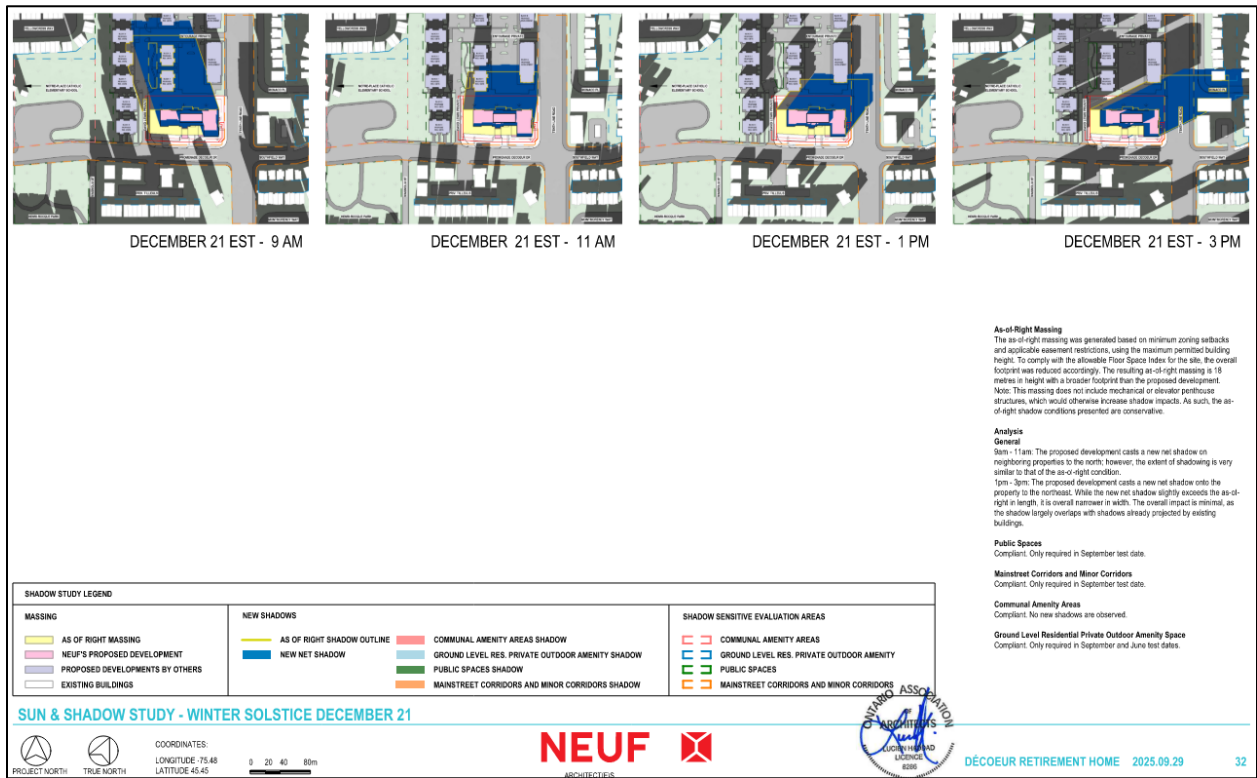 DECEMBER 21 EST - 9 AM
DECEMBER 21 EST - 11 AM
DECEMBER 21 EST - 1 PM
DECEMBER 21 EST - 3 PM
As-of-Right Massing
The as-of-right massing was generated based on minimum zoning setbacks
and applicable easement restrictions, using the maximum permitted building
height. To comply with the allowable Floor Space Index for the site, the overall
footprint was reduced accordingly. The resulting as-of-right massing is 18
metres in height with a broader footprint than the proposed development.
Note: This massing does not include mechanical or elevator penthouse
structures, which would otherwise increase shadow impacts. As such, the as-
of-right shadow conditions presented are conservative.
Analysis
General
9am - 11am: The proposed development casts a new net shadow on
neighboring properties to the north; however, the extent of shadowing is very
similar to that of the as-of-right condition.
1pm - 3pm: The proposed development casts a new net shadow onto the
property to the northeast. While the new net shadow slightly exceeds the as-of-
right in length, it is overall narrower in width. The overall impact is minimal, as
the shadow largely overlaps with shadows already projected by existing
buildings.
Public Spaces
Compliant. Only required in September test date.
Mainstreet Corridors and Minor Corridors
Compliant. Only required in September test date.
Communal Amenity Areas
Compliant. No new shadows are observed.
Ground Level Residential Private Outdoor Amenity Space
Compliant. Only required in September and June test dates.
SHADOW STUDY LEGEND
MASSING
AS OF RIGHT MASSING
NEUF'S PROPOSED DEVELOPMENT
PROPOSED DEVELOPMENTS BY OTHERS
EXISTING BUILDINGS
NEW SHADOWS
AS OF RIGHT SHADOW OUTLINE
NEW NET SHADOW
COMMUNAL AMENITY AREAS SHADOW
GROUND LEVEL RES. PRIVATE OUTDOOR AMENITY SHADOW
PUBLIC SPACES SHADOW
MAINSTREET CORRIDORS AND MINOR CORRIDORS SHADOW
SHADOW SENSITIVE EVALUATION AREAS
COMMUNAL AMENITY AREAS
GROUND LEVEL RES. PRIVATE OUTDOOR AMENITY
PUBLIC SPACES
MAINSTREET CORRIDORS AND MINOR CORRIDORS
SUN & SHADOW STUDY - WINTER SOLSTICE DECEMBER 21
PROJECT NORTH
TRUE NORTH
COORDINATES:
LONGITUDE -75.48
LATITUDE 45.45
0 20 40 80m
NEUF
ARCHITECT(E)S
ONTARIO ASSOCIATION
OF
ARCHITECTS
LUCIEN HADDAD
LICENCE
8286
DÉCOEUR RETIREMENT HOME 2025.09.29 32